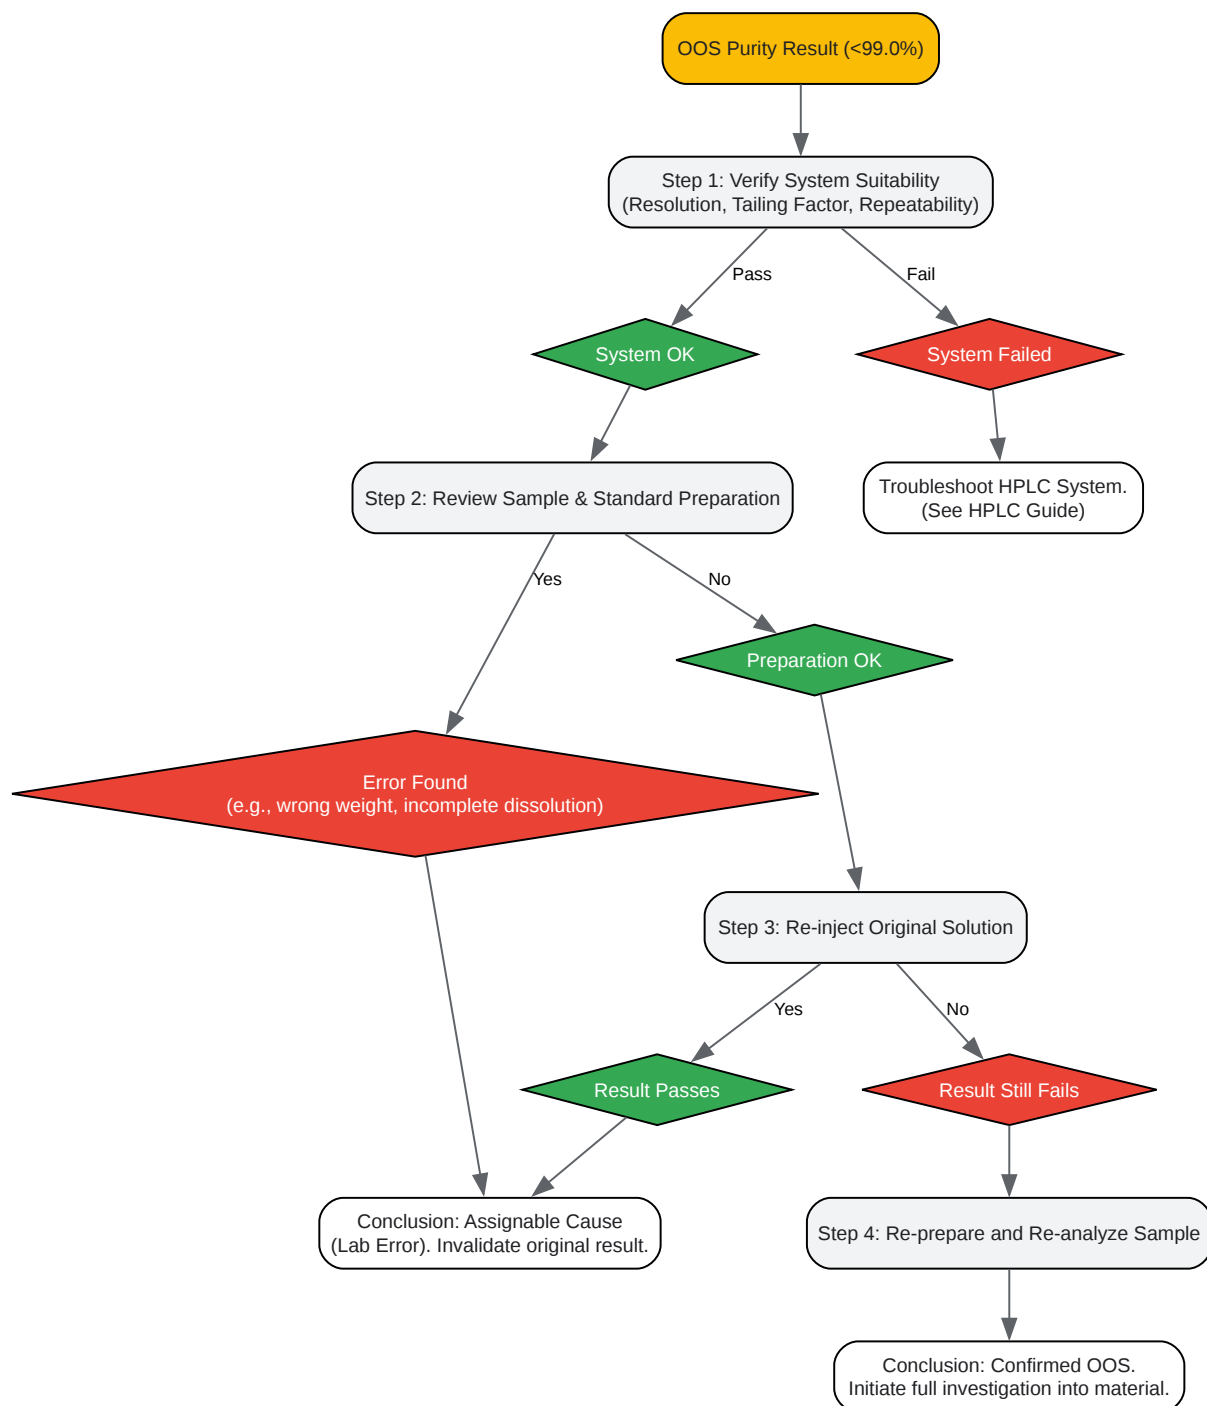 OOS Purity Result (<99.0%)
Step 1: Verify System Suitability
(Resolution, Tailing Factor, Repeatability)
Pass
Fail
System OK
System Failed
Step 2: Review Sample & Standard Preparation
Troubleshoot HPLC System.
(See HPLC Guide)
Yes
No
Preparation OK
Error Found
(e.g., wrong weight, incomplete dissolution)
Step 3: Re-inject Original Solution
Yes
No
Result Passes
Result Still Fails
Conclusion: Assignable Cause
(Lab Error). Invalidate original result.
Step 4: Re-prepare and Re-analyze Sample
Conclusion: Confirmed OOS.
Initiate full investigation into material.